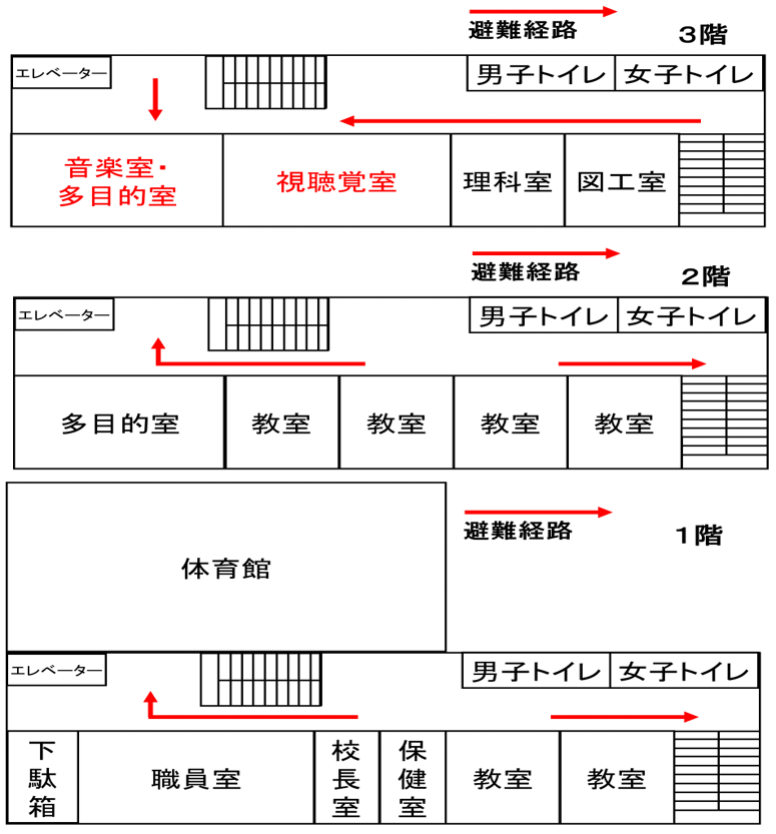 避難経路
3階
エレベーター
男子トイレ
女子トイレ
音楽室・
多目的室
視聴覚室
理科室
図工室
避難経路
2階
エレベーター
男子トイレ
女子トイレ
多目的室
教室
教室
教室
教室
避難経路
1階
体育館
エレベーター
男子トイレ
女子トイレ
下駄箱
職員室
校長室
保健室
教室
教室